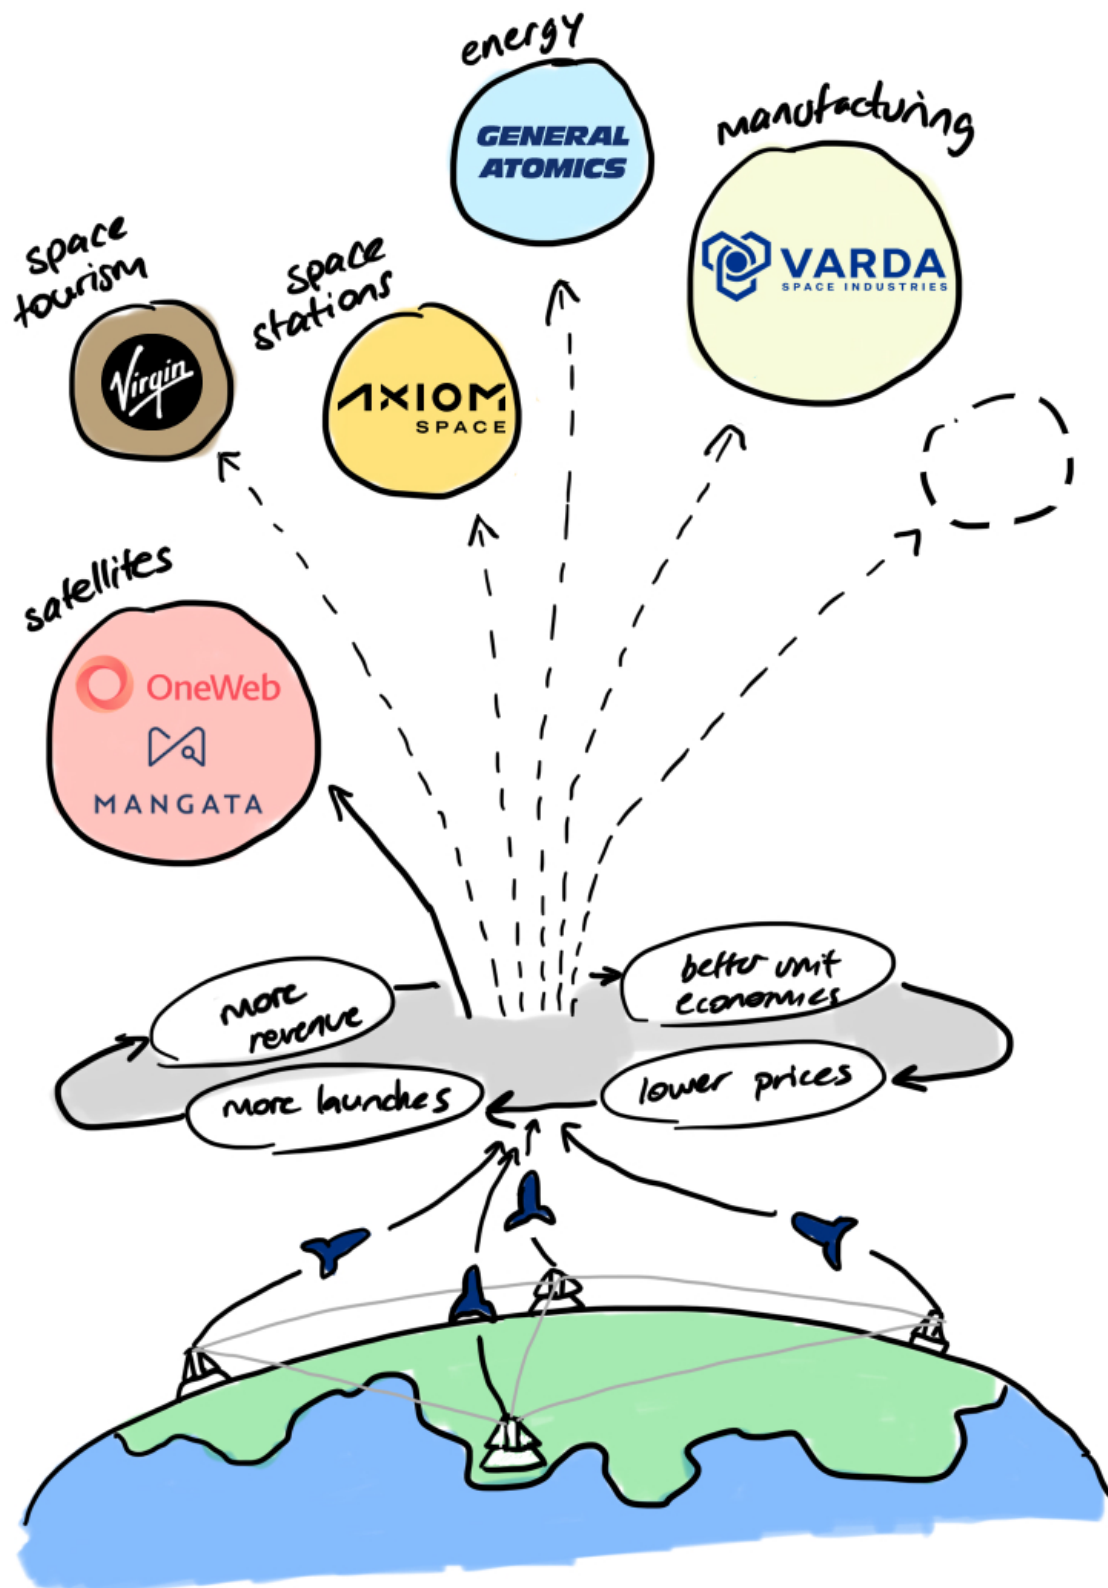 energy
GENERAL
ATOMICS
manufacturing
VARDA
SPACE INDUSTRIES
space
tourism
Virgin
space
stations
AXIOM
SPACE
satellites
OneWeb
MANGATA
more
revenue
better unit
economics
more launches
lower prices